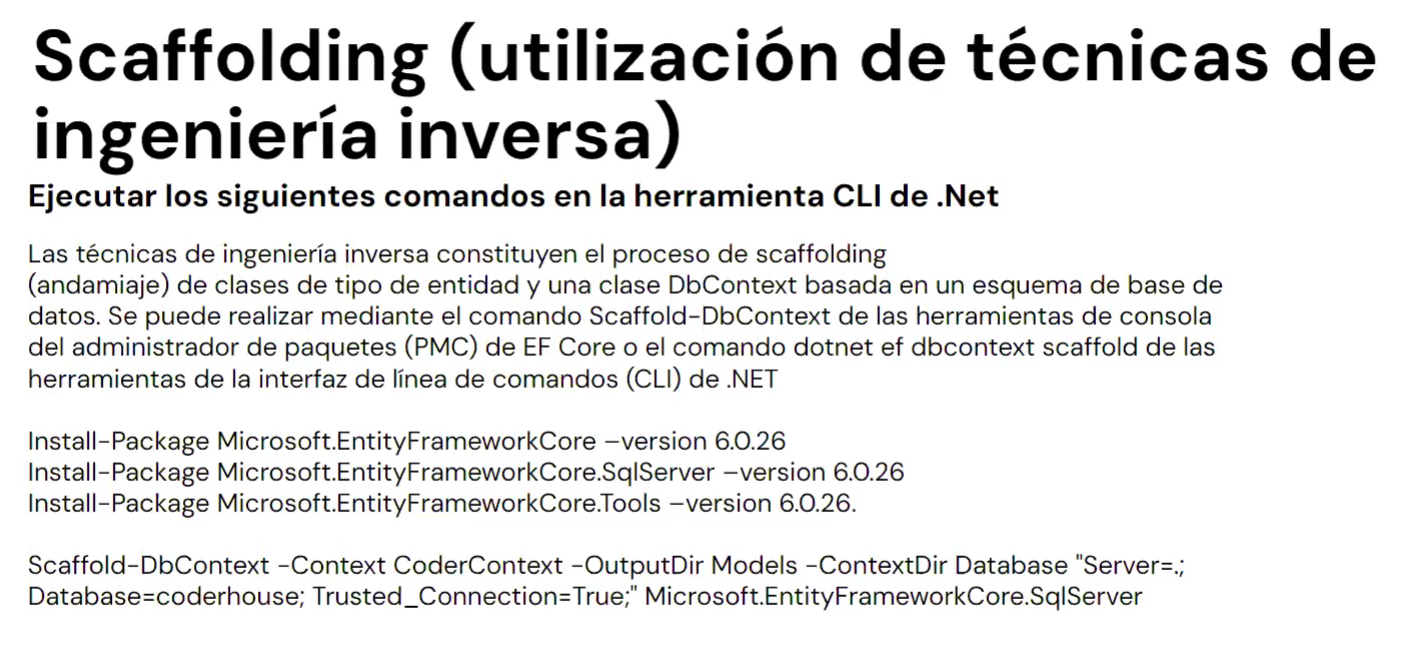 Scaffolding (utilización de técnicas de
ingeniería inversa)
Ejecutar los siguientes comandos en la herramienta CLI de .Net
Las técnicas de ingeniería inversa constituyen el proceso de scaffolding
(andamiaje) de clases de tipo de entidad y una clase DbContext basada en un esquema de base de
datos. Se puede realizar mediante el comando Scaffold-DbContext de las herramientas de consola
del administrador de paquetes (PMC) de EF Core o el comando dotnet ef dbcontext scaffold de las
herramientas de la interfaz de línea de comandos (CLI) de .NET
Install-Package Microsoft.EntityFrameworkCore –version 6.0.26
Install-Package Microsoft.EntityFrameworkCore.SqlServer –version 6.0.26
Install-Package Microsoft.EntityFrameworkCore.Tools –version 6.0.26.
Scaffold-DbContext -Context CoderContext -OutputDir Models -ContextDir Database "Server=.;
Database=coderhouse; Trusted_Connection=True;" Microsoft.EntityFrameworkCore.SqlServer